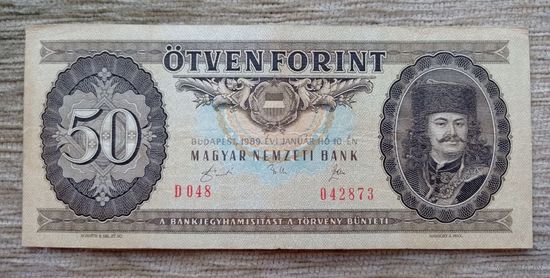 ÖTVEN FORINT
50
BUDAPEST, 1989. ÉVI JANUÁR HÓ 10-ÉN
MAGYAR NEMZETI BANK
D 048 042873
A BANKJEGYHAMISÍTÁST A TÖRVÉNY BÜNTETI